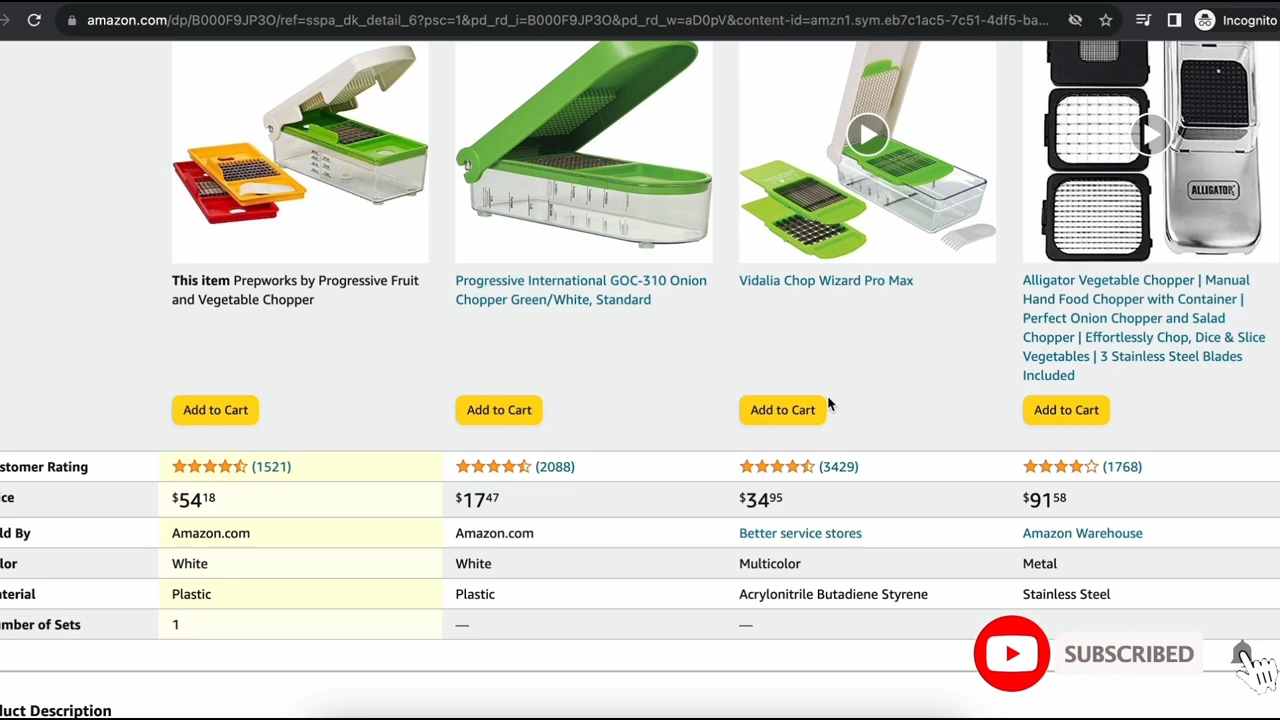 amazon.com/dp/B000F9JP3O/ref=sspa_dk_detail_6?psc=1&pd_rd_i=B000F9JP3O&pd_rd_w=aD0pV&content-id=amzn1.sym.eb7c1ac5-7c51-4df5-ba...
Incognito
ALLIGATOR
This item Prepworks by Progressive Fruit
and Vegetable Chopper
Progressive International GOC-310 Onion
Chopper Green/White, Standard
Vidalia Chop Wizard Pro Max
Alligator Vegetable Chopper | Manual
Hand Food Chopper with Container |
Perfect Onion Chopper and Salad
Chopper | Effortlessly Chop, Dice & Slice
Vegetables | 3 Stainless Steel Blades
Included
Add to Cart
Add to Cart
Add to Cart
Add to Cart
stomer Rating (1521) (2088) (3429) (1768)
ice $54 18 $17 47 $34 95 $91 58
ld By Amazon.com Amazon.com Better service stores Amazon Warehouse
lor White White Multicolor Metal
aterial Plastic Plastic Acrylonitrile Butadiene Styrene Stainless Steel
mber of Sets 1 — —
SUBSCRIBED
duct Description